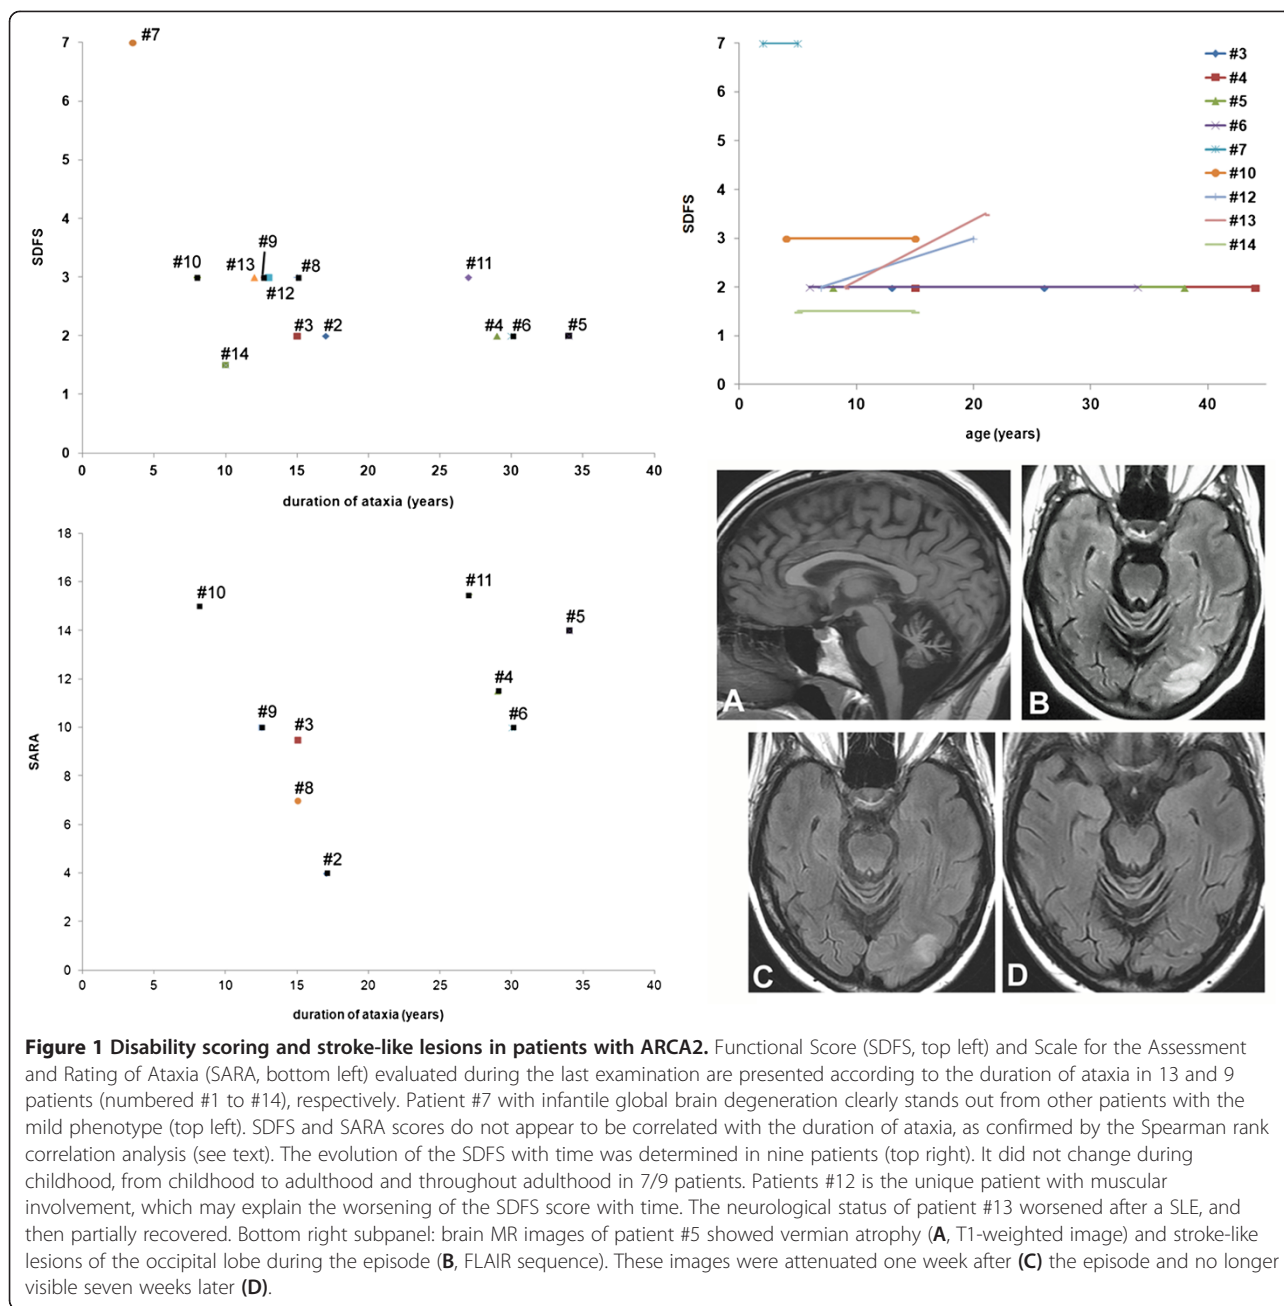 7
6
5
4
3
2
1
0
SDFS
#7
#10
#13
#9
#12
#8
#11
#14
#3
#2
#4
#6
#5
0 5 10 15 20 25 30 35 40
duration of ataxia (years)
7
6
5
4
3
2
1
0
SDFS
#3
#4
#5
#6
#7
#10
#12
#13
#14
0 10 20 30 40
age (years)
18
16
14
12
10
8
6
4
2
0
SARA
#10
#11
#5
#4
#9
#3
#6
#8
#2
0 5 10 15 20 25 30 35 40
duration of ataxia (years)
A
B
C
D
Figure 1 Disability scoring and stroke-like lesions in patients with ARCA2. Functional Score (SDFS, top left) and Scale for the Assessment
and Rating of Ataxia (SARA, bottom left) evaluated during the last examination are presented according to the duration of ataxia in 13 and 9
patients (numbered #1 to #14), respectively. Patient #7 with infantile global brain degeneration clearly stands out from other patients with the
mild phenotype (top left). SDFS and SARA scores do not appear to be correlated with the duration of ataxia, as confirmed by the Spearman rank
correlation analysis (see text). The evolution of the SDFS with time was determined in nine patients (top right). It did not change during
childhood, from childhood to adulthood and throughout adulthood in 7/9 patients. Patients #12 is the unique patient with muscular
involvement, which may explain the worsening of the SDFS score with time. The neurological status of patient #13 worsened after a SLE, and
then partially recovered. Bottom right subpanel: brain MR images of patient #5 showed vermian atrophy (A, T1-weighted image) and stroke-like
lesions of the occipital lobe during the episode (B, FLAIR sequence). These images were attenuated one week after (C) the episode and no longer
visible seven weeks later (D).